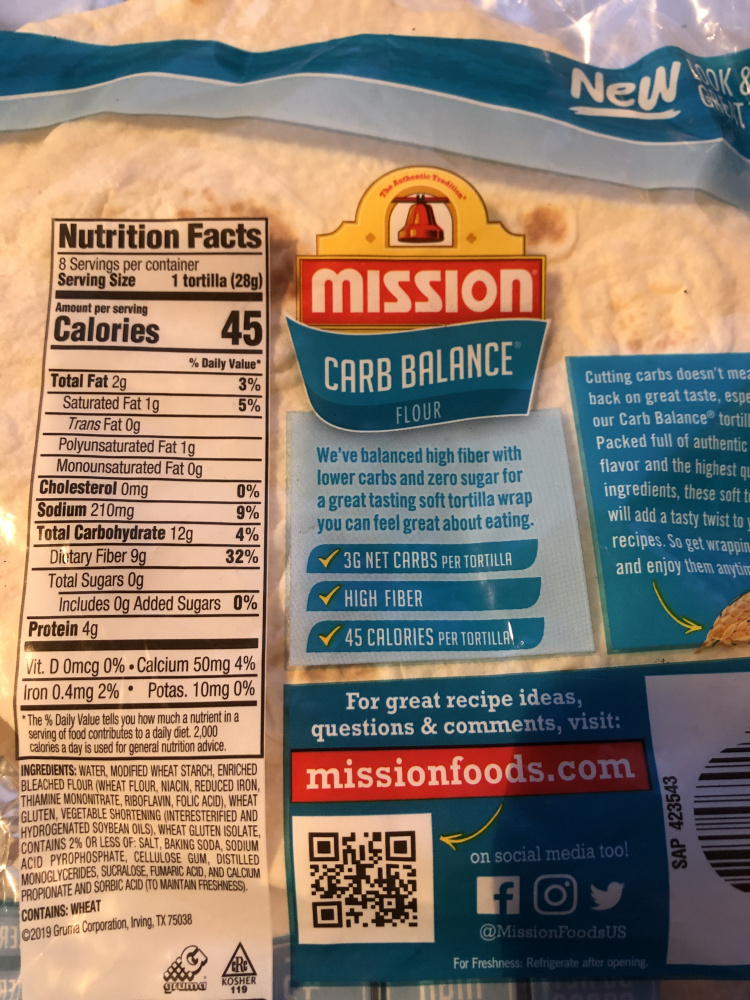 New LOOK &
GREAT
The Authentic Tradition®
MISSION®
CARB BALANCE®
FLOUR
Nutrition Facts
8 Servings per container
Serving Size 1 tortilla (28g)
Amount per serving
Calories 45
% Daily Value*
Total Fat 2g 3%
Saturated Fat 1g 5%
Trans Fat 0g
Polyunsaturated Fat 1g
Monounsaturated Fat 0g
Cholesterol 0mg 0%
Sodium 210mg 9%
Total Carbohydrate 12g 4%
Dietary Fiber 9g 32%
Total Sugars 0g
Includes 0g Added Sugars 0%
Protein 4g
Vit. D 0mcg 0% • Calcium 50mg 4%
Iron 0.4mg 2% • Potas. 10mg 0%
*The % Daily Value tells you how much a nutrient in a
serving of food contributes to a daily diet. 2,000
calories a day is used for general nutrition advice.
INGREDIENTS: WATER, MODIFIED WHEAT STARCH, ENRICHED
BLEACHED FLOUR (WHEAT FLOUR, NIACIN, REDUCED IRON,
THIAMINE MONONITRATE, RIBOFLAVIN, FOLIC ACID), WHEAT
GLUTEN, VEGETABLE SHORTENING (INTERESTERIFIED AND
HYDROGENATED SOYBEAN OILS), WHEAT GLUTEN ISOLATE,
CONTAINS 2% OR LESS OF: SALT, BAKING SODA, SODIUM
ACID PYROPHOSPHATE, CELLULOSE GUM, DISTILLED
MONOGLYCERIDES, SUCRALOSE, FUMARIC ACID, AND CALCIUM
PROPIONATE AND SORBIC ACID (TO MAINTAIN FRESHNESS).
CONTAINS: WHEAT
©2019 Gruma Corporation, Irving, TX 75038
gruma
cRc
KOSHER
119
We've balanced high fiber with
lower carbs and zero sugar for
a great tasting soft tortilla wrap
you can feel great about eating.
3G NET CARBS PER TORTILLA
HIGH FIBER
45 CALORIES PER TORTILLA
Cutting carbs doesn't mea
back on great taste, espe
our Carb Balance® tortill
Packed full of authentic
flavor and the highest qu
ingredients, these soft to
will add a tasty twist to
recipes. So get wrappin
and enjoy them anytim
For great recipe ideas,
questions & comments, visit:
missionfoods.com
on social media too!
@MissionFoodsUS
For Freshness: Refrigerate after opening.
SAP 423543